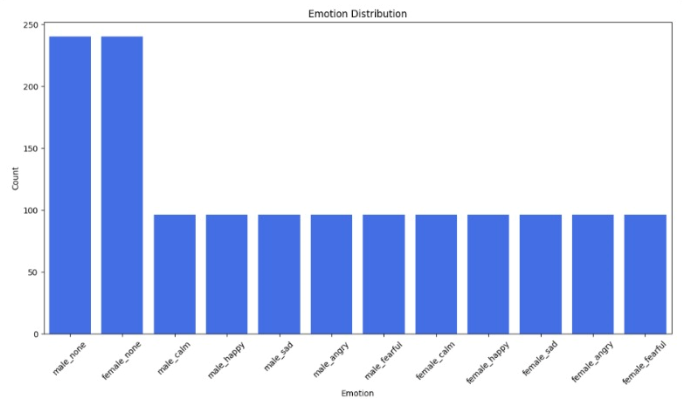 Emotion Distribution
250
200
150
100
50
0
Count
male_none
female_none
male_calm
male_happy
male_sad
male_angry
male_fearful
female_calm
female_happy
female_sad
female_angry
female_fearful
Emotion